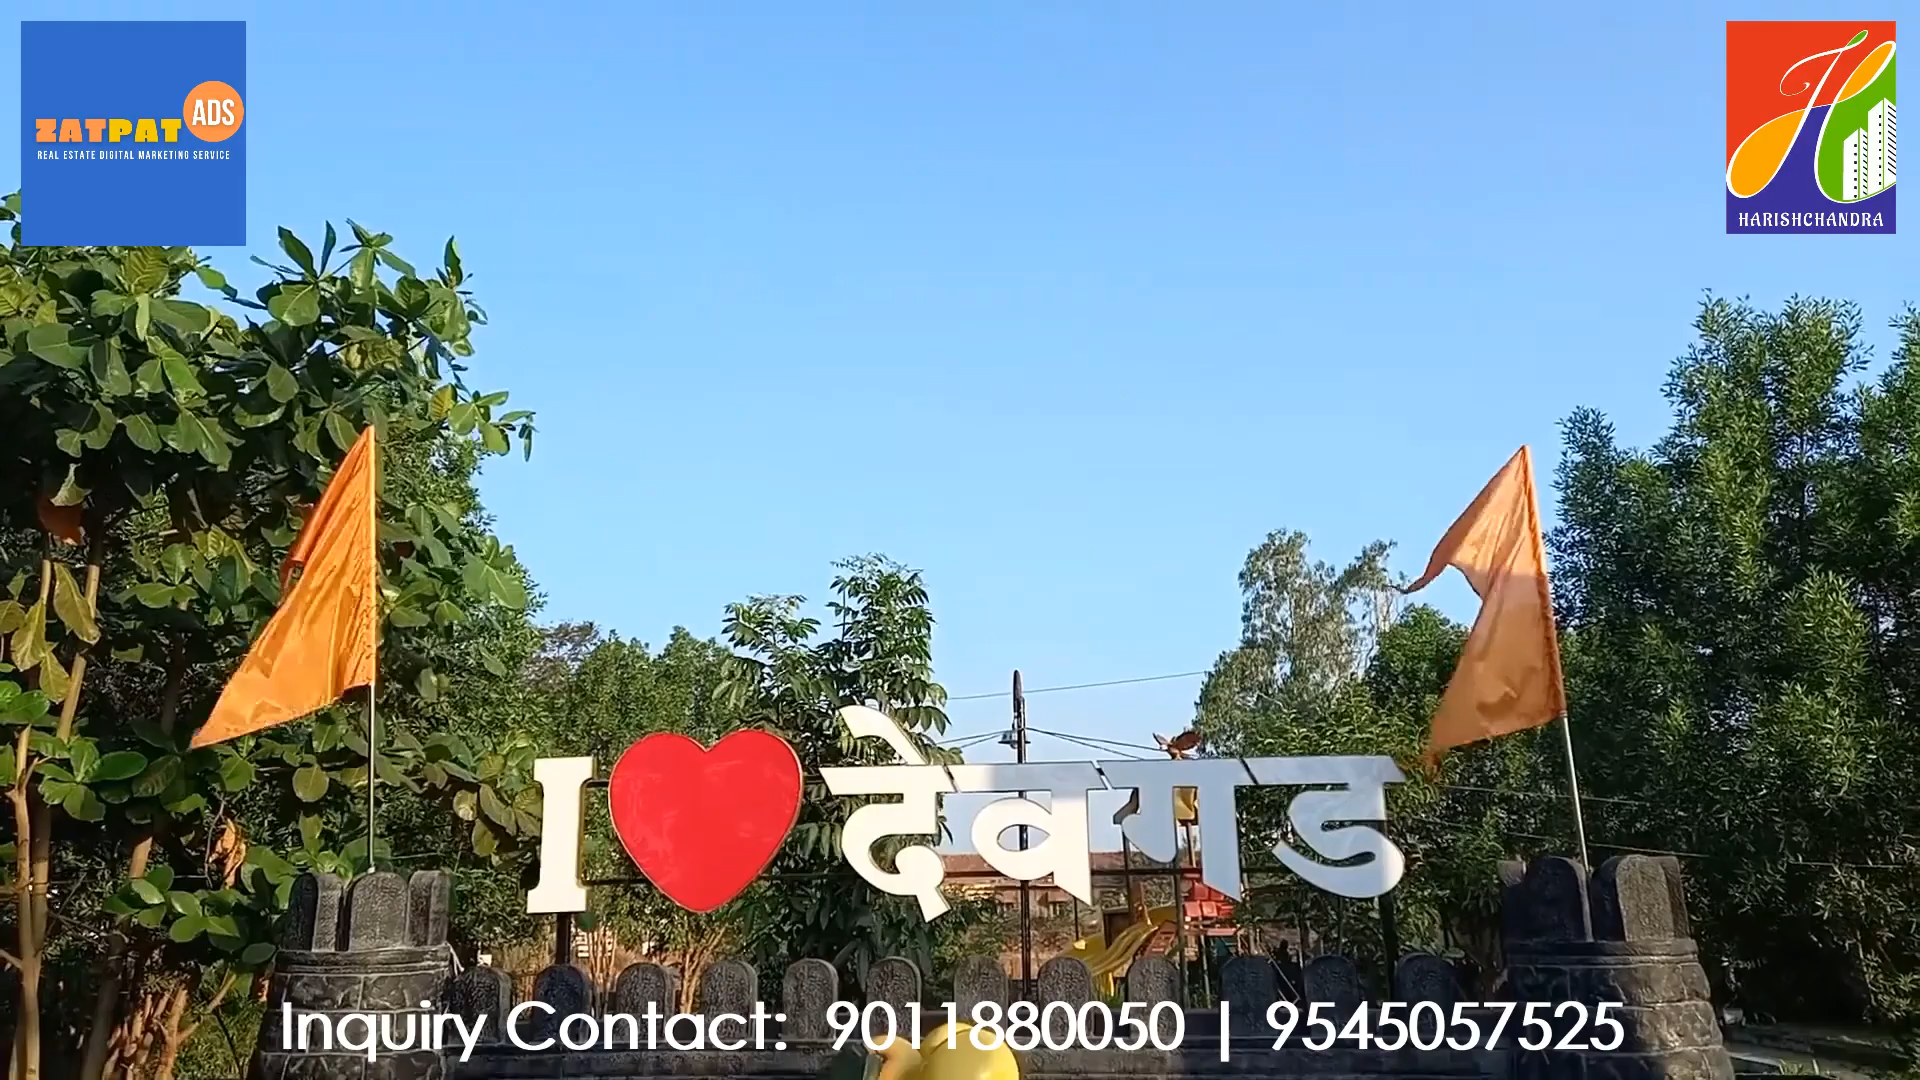 ZATPAT ADS
REAL ESTATE DIGITAL MARKETING SERVICE
HARISHCHANDRA
I देवगड
Inquiry Contact: 9011880050 | 9545057525